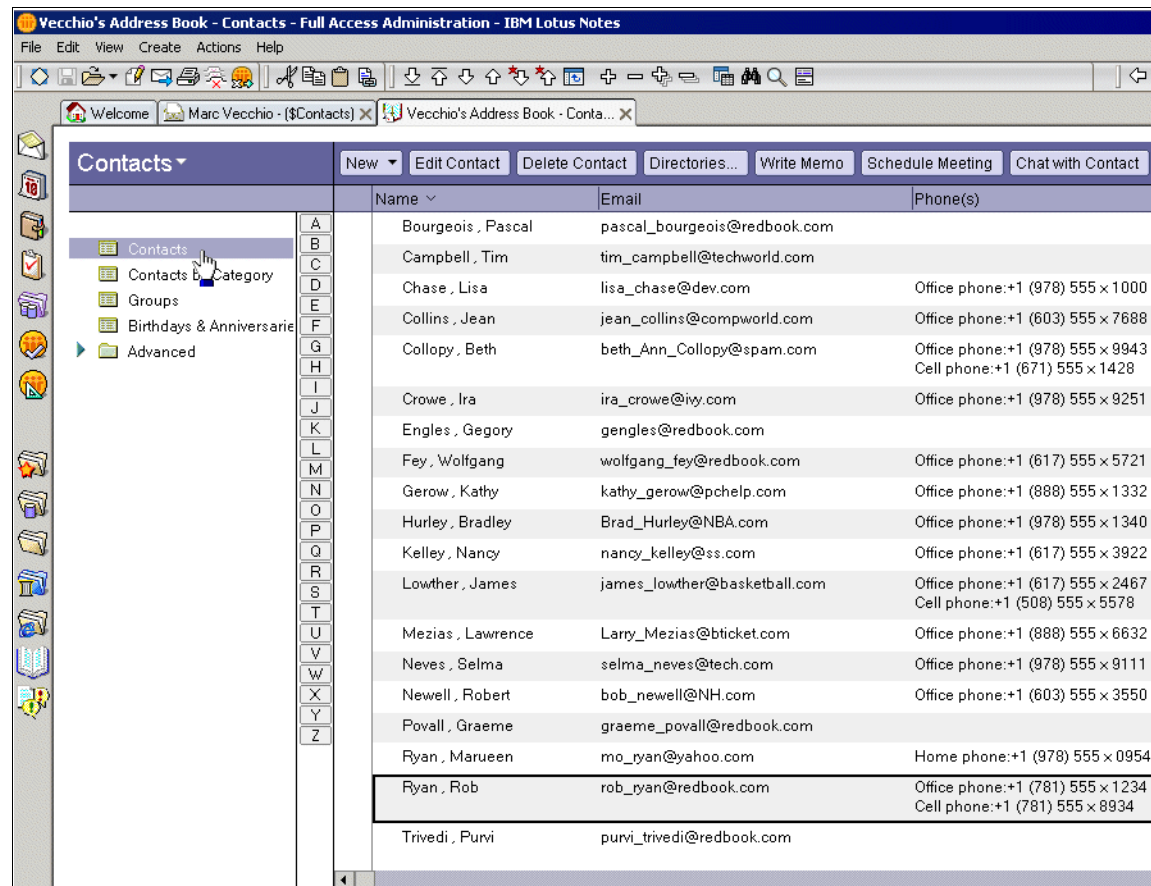 Vecchio's Address Book - Contacts - Full Access Administration - IBM Lotus Notes
File Edit View Create Actions Help
Welcome Marc Vecchio - ($Contacts) Vecchio's Address Book - Conta...
Contacts
New Edit Contact Delete Contact Directories... Write Memo Schedule Meeting Chat with Contact
Name Email Phone(s)
Contacts
Contacts Category
Groups
Birthdays & Anniversarie
Advanced
A
B
C
D
E
F
G
H
I
J
K
L
M
N
O
P
Q
R
S
T
U
V
W
X
Y
Z
Bourgeois , Pascal pascal_bourgeois@redbook.com
Campbell , Tim tim_campbell@techworld.com
Chase , Lisa lisa_chase@dev.com Office phone:+1 (978) 555 x 1000
Collins , Jean jean_collins@compworld.com Office phone:+1 (603) 555 x 7688
Collopy , Beth beth_Ann_Collopy@spam.com Office phone:+1 (978) 555 x 9943
Cell phone:+1 (671) 555 x 1428
Crowe , Ira ira_crowe@ivy.com Office phone:+1 (978) 555 x 9251
Engles , Gegory gengles@redbook.com
Fey , Wolfgang wolfgang_fey@redbook.com Office phone:+1 (617) 555 x 5721
Gerow , Kathy kathy_gerow@pchelp.com Office phone:+1 (888) 555 x 1332
Hurley , Bradley Brad_Hurley@NBA.com Office phone:+1 (978) 555 x 1340
Kelley , Nancy nancy_kelley@ss.com Office phone:+1 (617) 555 x 3922
Lowther , James james_lowther@basketball.com Office phone:+1 (617) 555 x 2467
Cell phone:+1 (508) 555 x 5578
Mezias , Lawrence Larry_Mezias@bticket.com Office phone:+1 (888) 555 x 6632
Neves , Selma selma_neves@tech.com Office phone:+1 (978) 555 x 9111
Newell , Robert bob_newell@NH.com Office phone:+1 (603) 555 x 3550
Povall , Graeme graeme_povall@redbook.com
Ryan , Marueen mo_ryan@yahoo.com Home phone:+1 (978) 555 x 0954
Ryan , Rob rob_ryan@redbook.com Office phone:+1 (781) 555 x 1234
Cell phone:+1 (781) 555 x 8934
Trivedi , Purvi purvi_trivedi@redbook.com